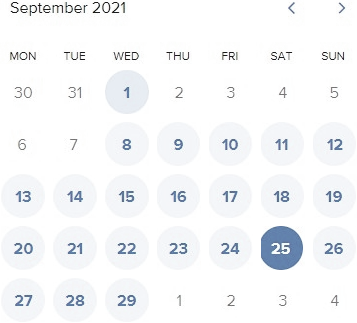 September 2021
MON TUE WED THU FRI SAT SUN
30 31 1 2 3 4 5
6 7 8 9 10 11 12
13 14 15 16 17 18 19
20 21 22 23 24 25 26
27 28 29 1 2 3 4